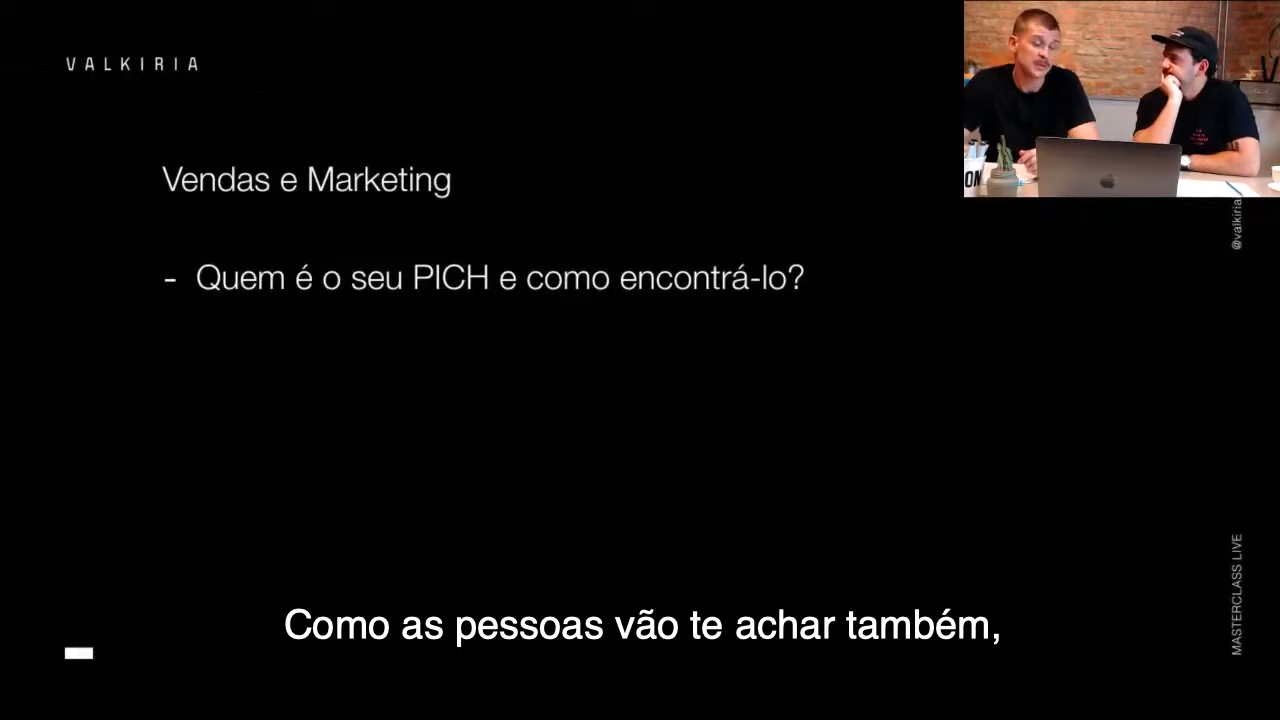 VALKIRIA
Vendas e Marketing
- Quem é o seu PICH e como encontrá-lo?
ON
@valkiria
MASTERCLASS LIVE
Como as pessoas vão te achar também,